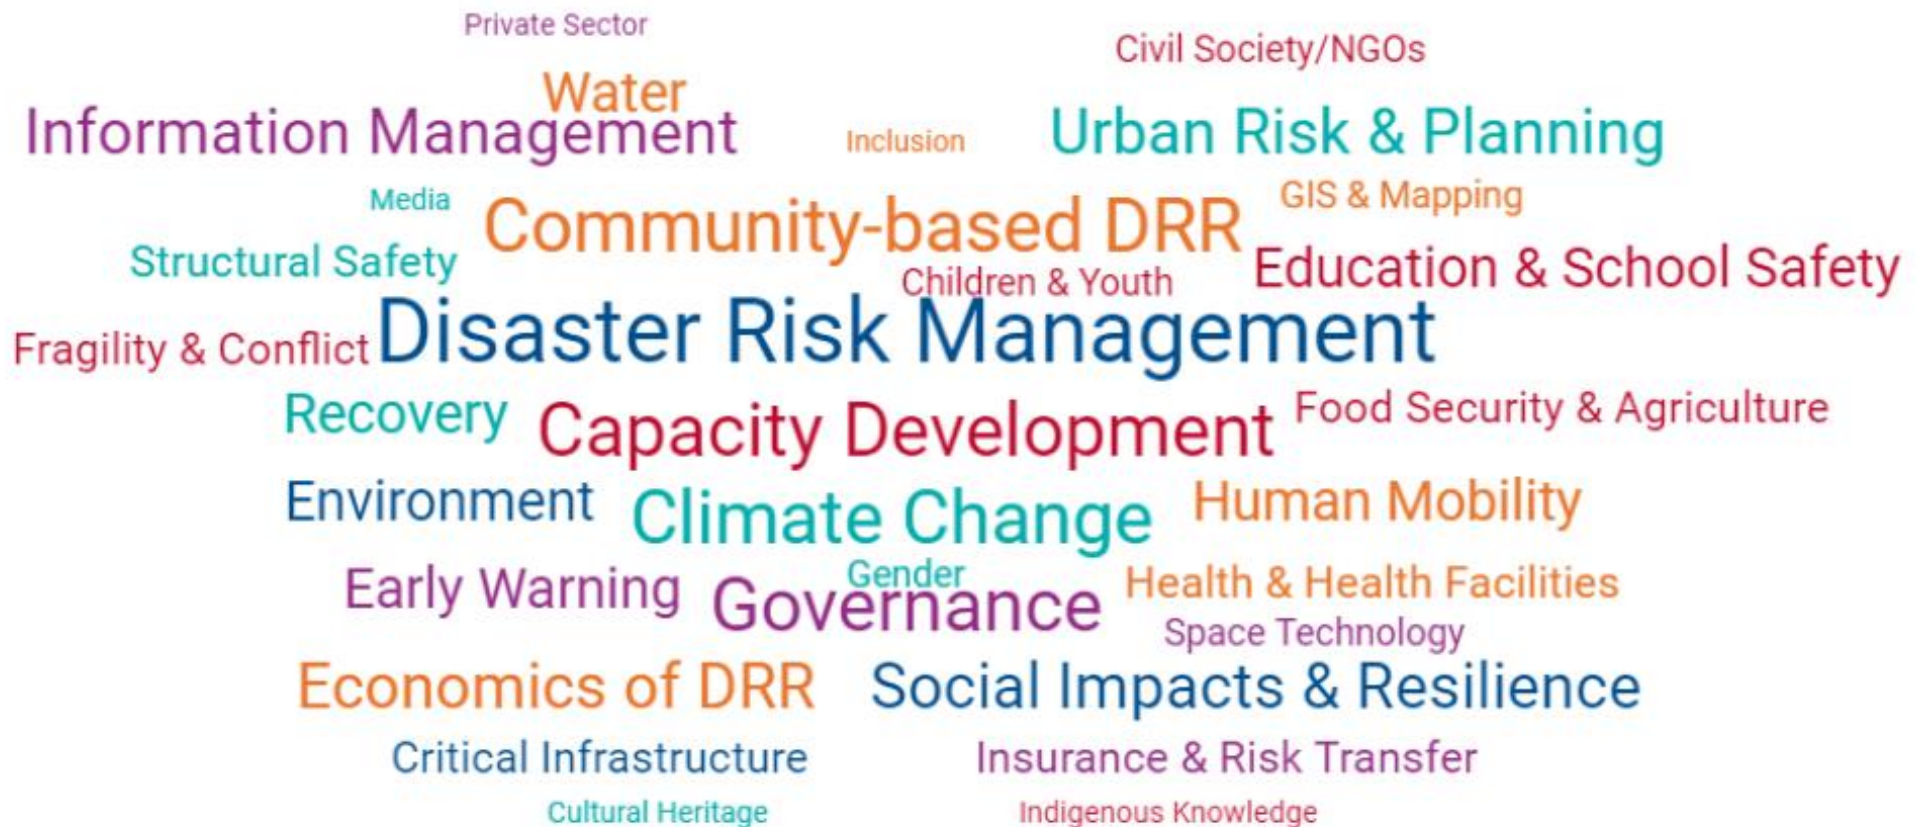 Private Sector
Civil Society/NGOs
Water
Information Management
Inclusion
Urban Risk & Planning
Media
Community-based DRR
GIS & Mapping
Structural Safety
Children & Youth
Education & School Safety
Fragility & Conflict
Disaster Risk Management
Recovery
Capacity Development
Food Security & Agriculture
Environment
Climate Change
Human Mobility
Early Warning
Gender
Governance
Health & Health Facilities
Space Technology
Economics of DRR
Social Impacts & Resilience
Critical Infrastructure
Insurance & Risk Transfer
Cultural Heritage
Indigenous Knowledge